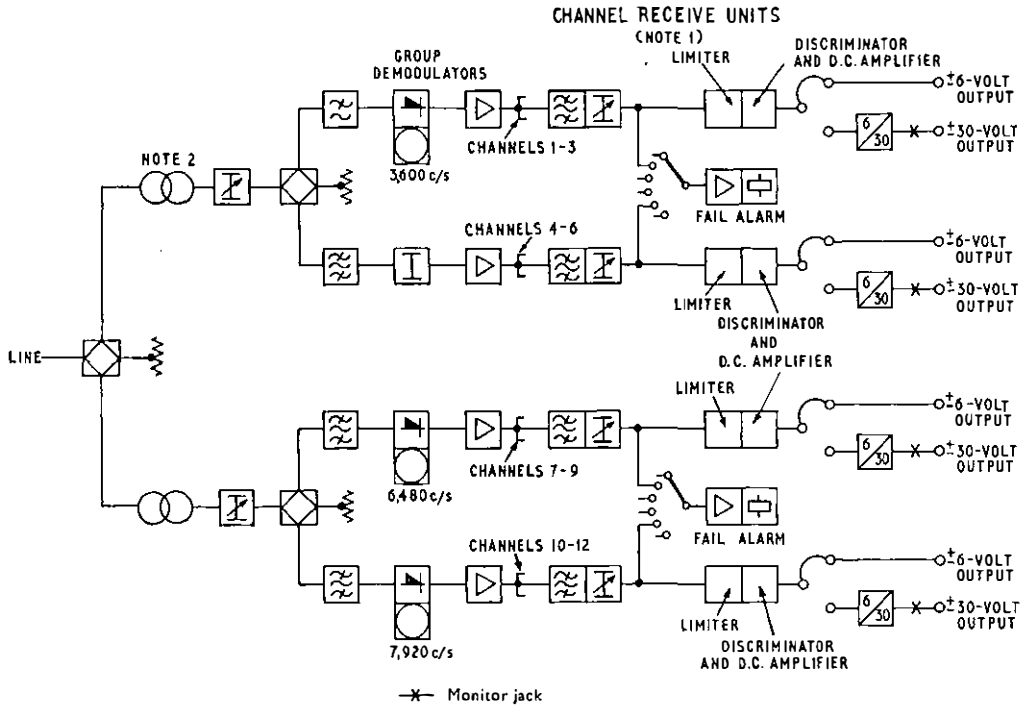 CHANNEL RECEIVE UNITS
(NOTE 1)
LIMITER
DISCRIMINATOR
AND D.C. AMPLIFIER
GROUP
DEMODULATORS
±6-VOLT
OUTPUT
6/30
±30-VOLT
OUTPUT
CHANNELS 1-3
3,600 c/s
NOTE 2
FAIL ALARM
CHANNELS 4-6
±6-VOLT
OUTPUT
6/30
±30-VOLT
OUTPUT
LIMITER
DISCRIMINATOR
AND
D.C. AMPLIFIER
LINE
LIMITER
±6-VOLT
OUTPUT
6/30
±30-VOLT
OUTPUT
CHANNELS 7-9
6,480 c/s
FAIL ALARM
CHANNELS 10-12
±6-VOLT
OUTPUT
6/30
±30-VOLT
OUTPUT
LIMITER
DISCRIMINATOR
AND D.C. AMPLIFIER
7,920 c/s
Monitor jack